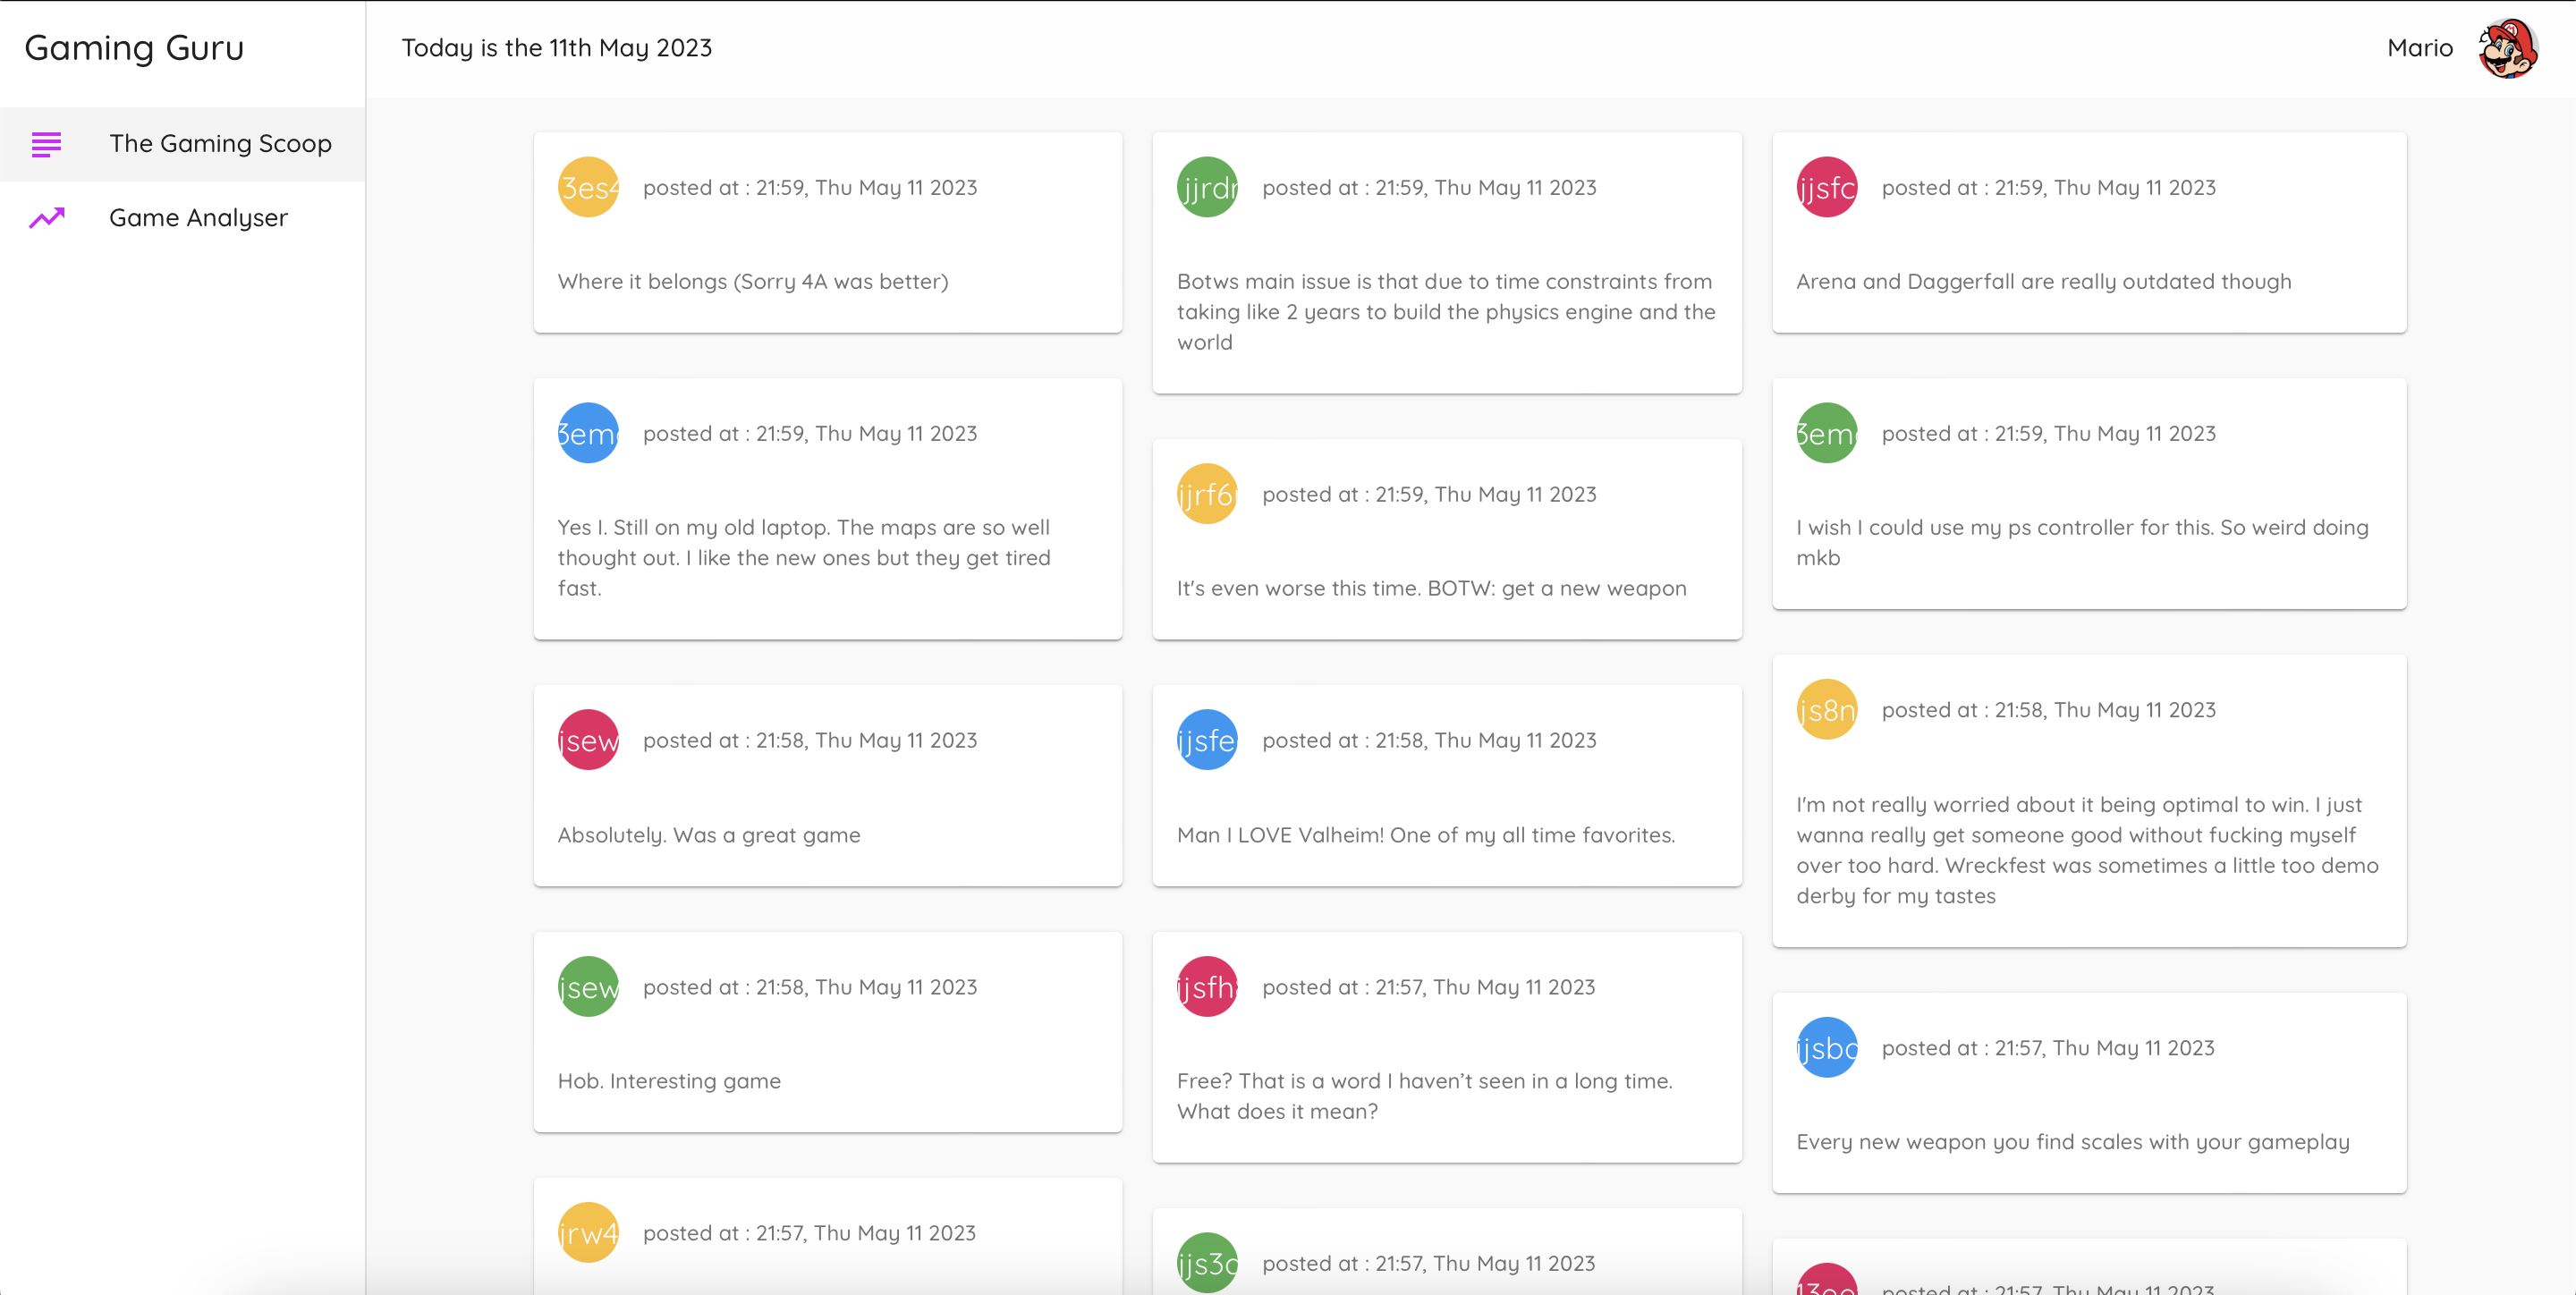 Gaming Guru
The Gaming Scoop
Game Analyser
Today is the 11th May 2023
Mario
3es4
posted at : 21:59, Thu May 11 2023
Where it belongs (Sorry 4A was better)
3em
posted at : 21:59, Thu May 11 2023
Yes I. Still on my old laptop. The maps are so well
thought out. I like the new ones but they get tired
fast.
jsew
posted at : 21:58, Thu May 11 2023
Absolutely. Was a great game
jsew
posted at : 21:58, Thu May 11 2023
Hob. Interesting game
jrw4
posted at : 21:57, Thu May 11 2023
jjrdr
posted at : 21:59, Thu May 11 2023
Botws main issue is that due to time constraints from
taking like 2 years to build the physics engine and the
world
jjrf6
posted at : 21:59, Thu May 11 2023
It's even worse this time. BOTW: get a new weapon
jjsfe
posted at : 21:58, Thu May 11 2023
Man I LOVE Valheim! One of my all time favorites.
jjsfh
posted at : 21:57, Thu May 11 2023
Free? That is a word I haven’t seen in a long time.
What does it mean?
jjs3c
posted at : 21:57, Thu May 11 2023
jjsfc
posted at : 21:59, Thu May 11 2023
Arena and Daggerfall are really outdated though
3em
posted at : 21:59, Thu May 11 2023
I wish I could use my ps controller for this. So weird doing
mkb
js8n
posted at : 21:58, Thu May 11 2023
I'm not really worried about it being optimal to win. I just
wanna really get someone good without fucking myself
over too hard. Wreckfest was sometimes a little too demo
derby for my tastes
jjsbc
posted at : 21:57, Thu May 11 2023
Every new weapon you find scales with your gameplay
posted at : 21:57, Thu May 11 2023